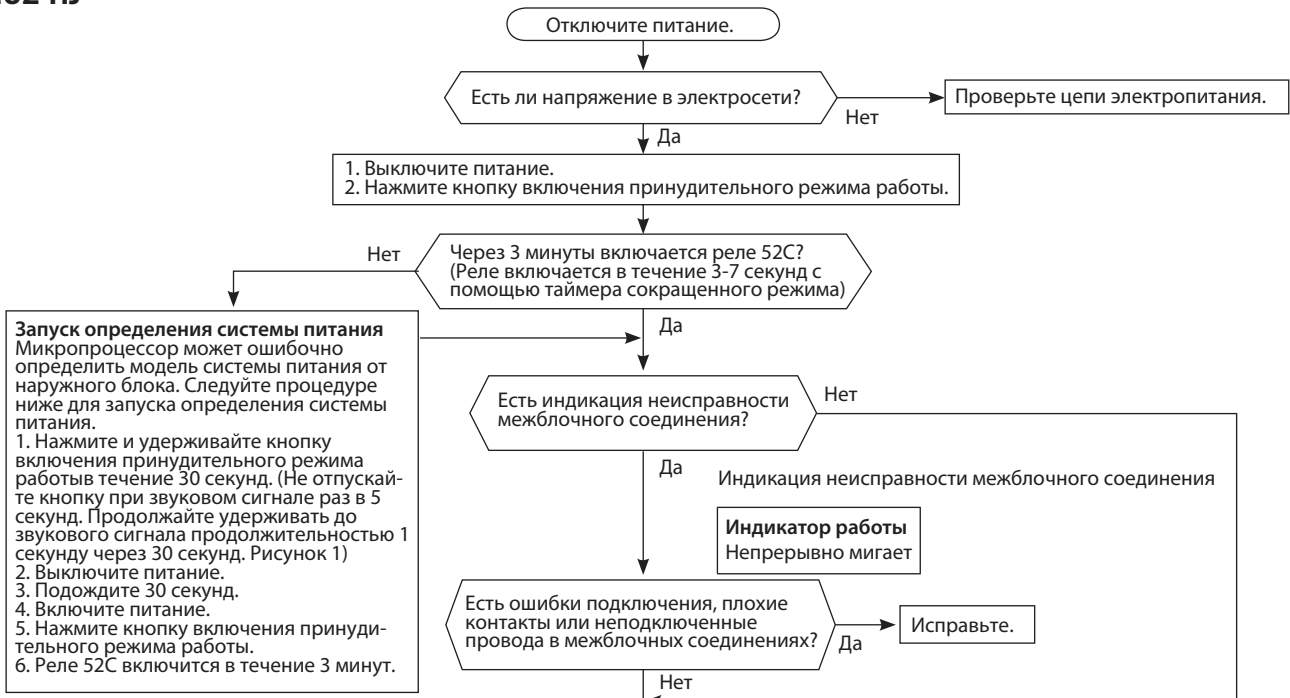 Отключите питание.
Есть ли напряжение в электросети?
Проверьте цепи электропитания.
Нет
Да
1. Выключите питание.
2. Нажмите кнопку включения принудительного режима работы.
Нет
Через 3 минуты включается реле 52C?
(Реле включается в течение 3-7 секунд с
помощью таймера сокращенного режима)
Да
Запуск определения системы питания
Микропроцессор может ошибочно
определить модель системы питания от
наружного блока. Следуйте процедуре
ниже для запуска определения системы
питания.
1. Нажмите и удерживайте кнопку
включения принудительного режима
работыв течение 30 секунд. (Не отпускай-
те кнопку при звуковом сигнале раз в 5
секунд. Продолжайте удерживать до
звукового сигнала продолжительностью 1
секунду через 30 секунд. Рисунок 1)
2. Выключите питание.
3. Подождите 30 секунд.
4. Включите питание.
5. Нажмите кнопку включения принуди-
тельного режима работы.
6. Реле 52C включится в течение 3 минут.
Есть индикация неисправности
межблочного соединения?
Нет
Да
Индикация неисправности межблочного соединения
Индикатор работы
Непрерывно мигает
Есть ошибки подключения, плохие
контакты или неподключенные
провода в межблочных соединениях?
Да
Исправьте.
Нет